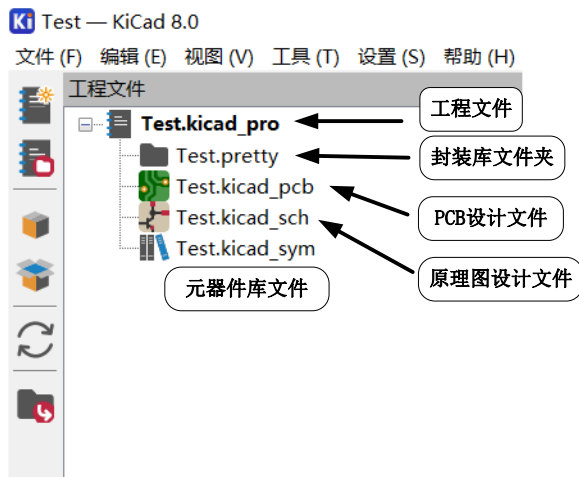 Ki Test — KiCad 8.0
文件 (F) 编辑 (E) 视图 (V) 工具 (T) 设置 (S) 帮助 (H)
工程文件
Test.kicad_pro
工程文件
Test.pretty
封装库文件夹
Test.kicad_pcb
PCB设计文件
Test.kicad_sch
原理图设计文件
Test.kicad_sym
元器件库文件